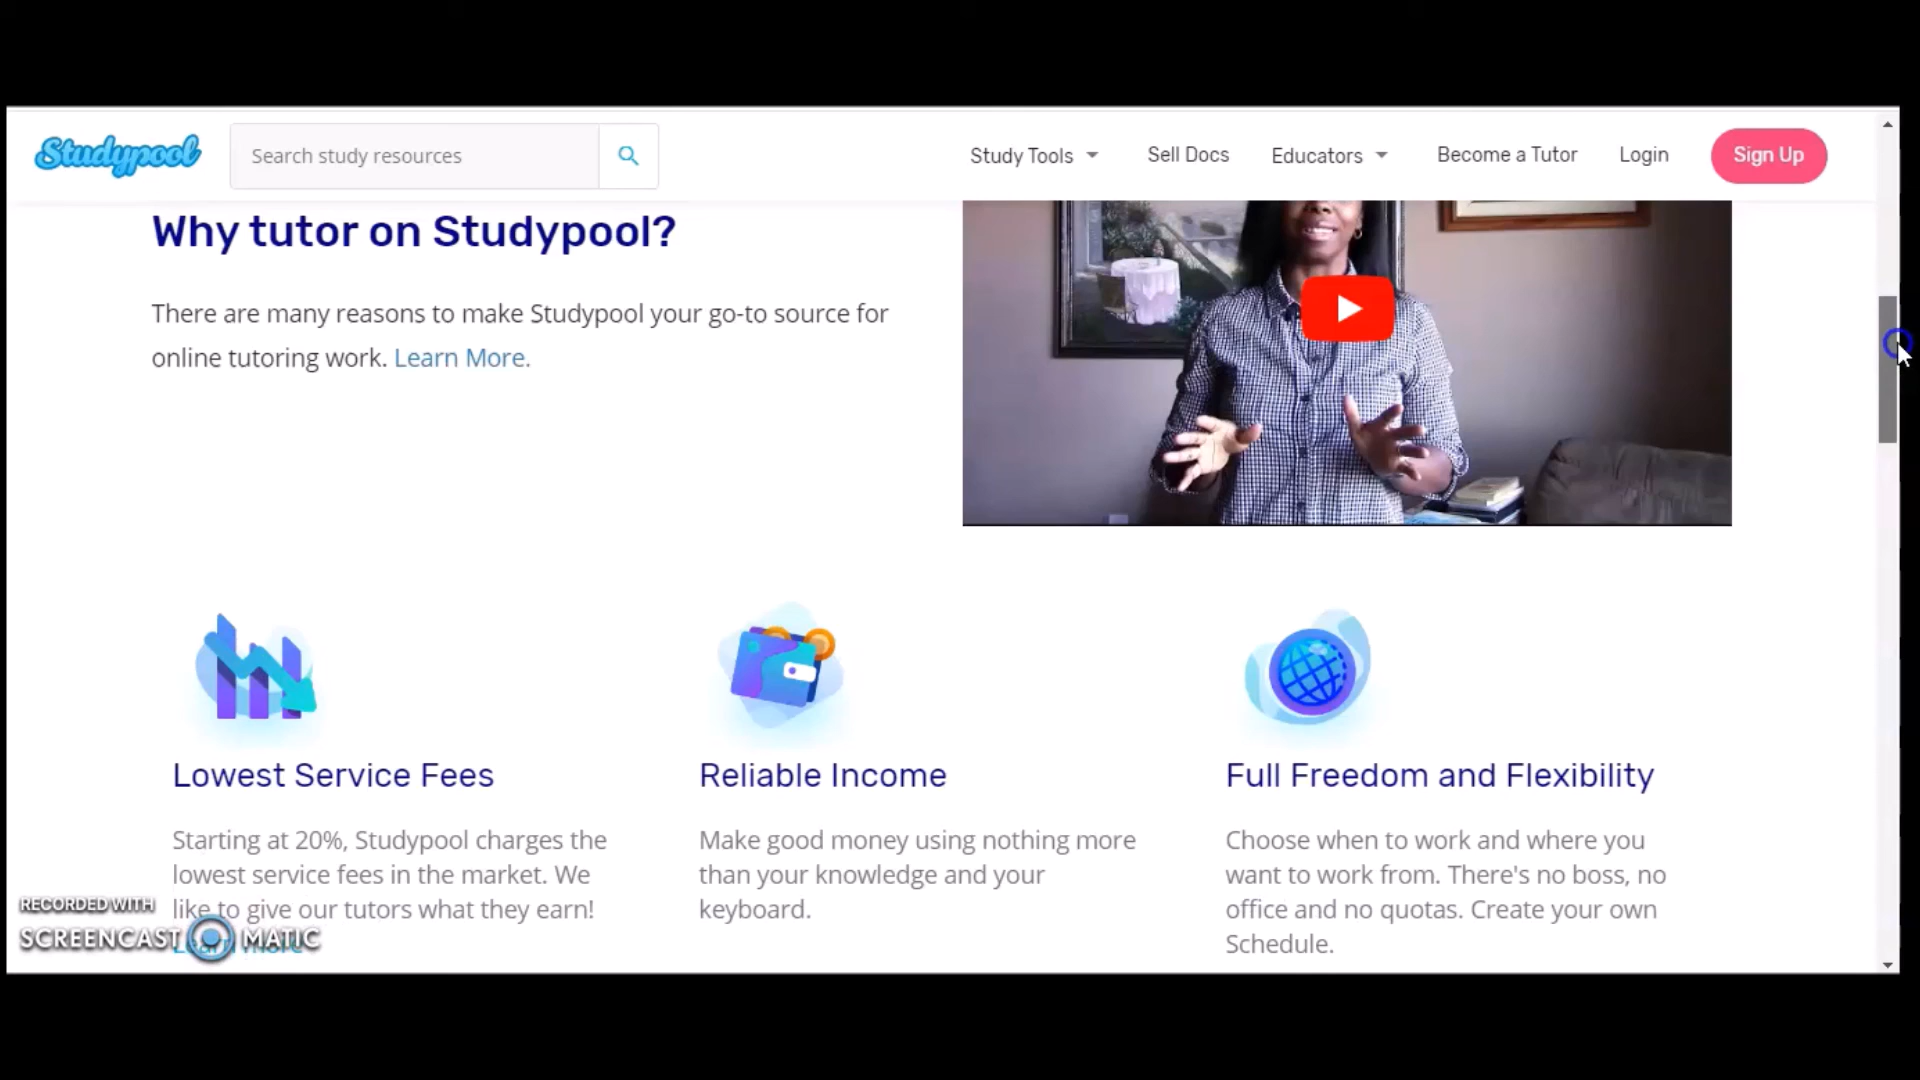 Studypool
Search study resources
Study Tools
Sell Docs
Educators
Become a Tutor
Login
Sign Up
Why tutor on Studypool?
There are many reasons to make Studypool your go-to source for
online tutoring work. Learn More.
Lowest Service Fees
Starting at 20%, Studypool charges the
lowest service fees in the market. We
like to give our tutors what they earn!
Learn more
Reliable Income
Make good money using nothing more
than your knowledge and your
keyboard.
Full Freedom and Flexibility
Choose when to work and where you
want to work from. There's no boss, no
office and no quotas. Create your own
Schedule.
RECORDED WITH
SCREENCAST MATIC